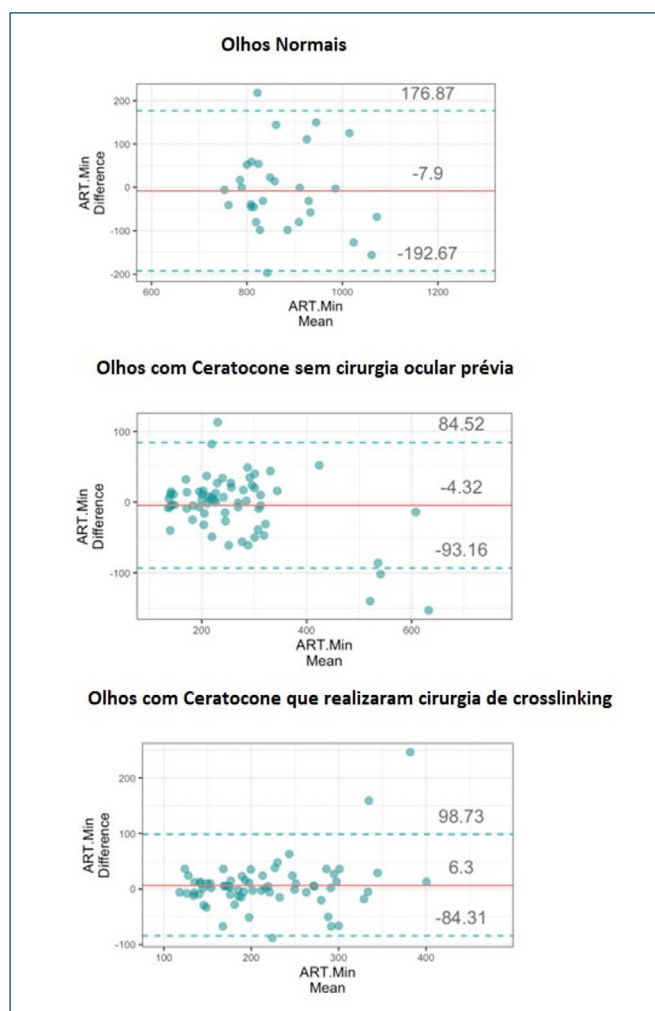 Olhos Normais
200
100
0
-100
-200
ART.Min
Difference
176.87
-7.9
-192.67
600
800
1000
1200
ART.Min
Mean
Olhos com Ceratocone sem cirurgia ocular prévia
100
0
-100
ART.Min
Difference
84.52
-4.32
-93.16
200
400
600
ART.Min
Mean
Olhos com Ceratocone que realizaram cirurgia de crosslinking
200
100
0
-100
ART.Min
Difference
98.73
6.3
-84.31
100
200
300
400
ART.Min
Mean